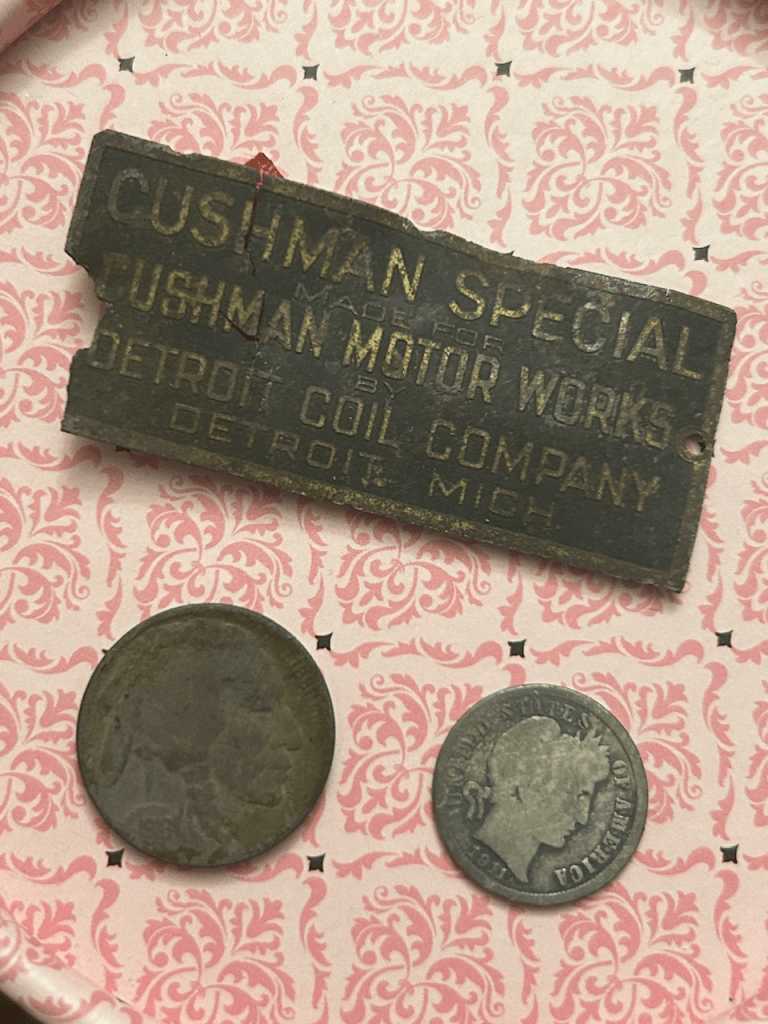 CUSHMAN SPECIAL
MADE FOR
CUSHMAN MOTOR WORKS
BY
DETROIT COIL COMPANY
DETROIT. MICH
UNITED STATES OF AMERICA